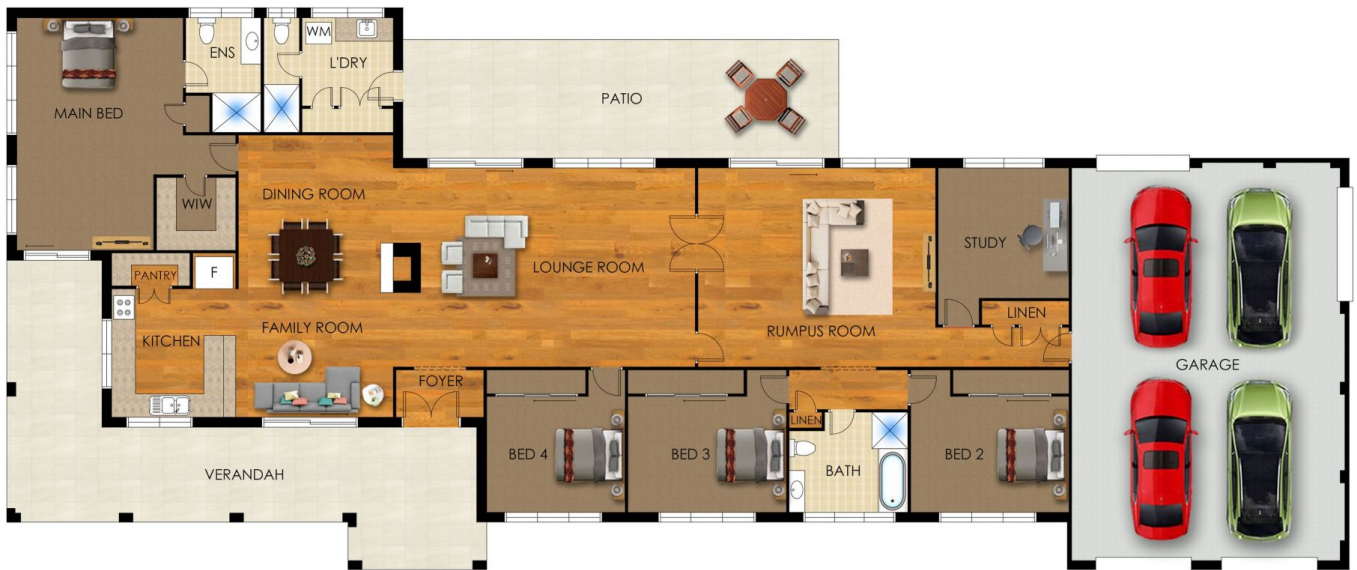 ENS
WM
L'DRY
MAIN BED
PATIO
WIW
DINING ROOM
STUDY
LOUNGE ROOM
PANTRY
F
LINEN
FAMILY ROOM
RUMPUS ROOM
KITCHEN
GARAGE
FOYER
LINEN
BED 4
BED 3
BATH
BED 2
VERANDAH